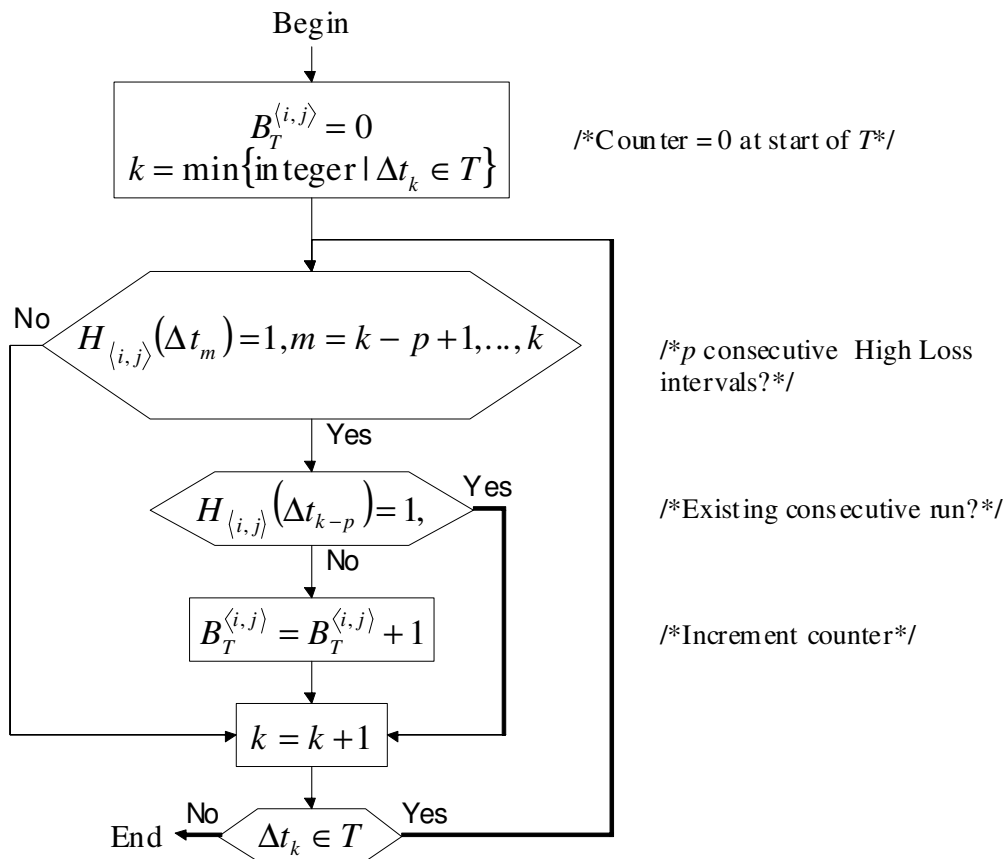 Begin
B_T^{⟨i, j⟩} = 0
k = min{integer | Δt_k ∈ T}
/*Counter = 0 at start of T*/
No
H_{⟨i, j⟩}(Δt_m) = 1, m = k − p + 1,..., k
/*p consecutive High Loss
intervals?*/
Yes
H_{⟨i, j⟩}(Δt_{k−p}) = 1,
Yes
/*Existing consecutive run?*/
No
B_T^{⟨i, j⟩} = B_T^{⟨i, j⟩} + 1
/*Increment counter*/
k = k + 1
No
Yes
End
Δt_k ∈ T